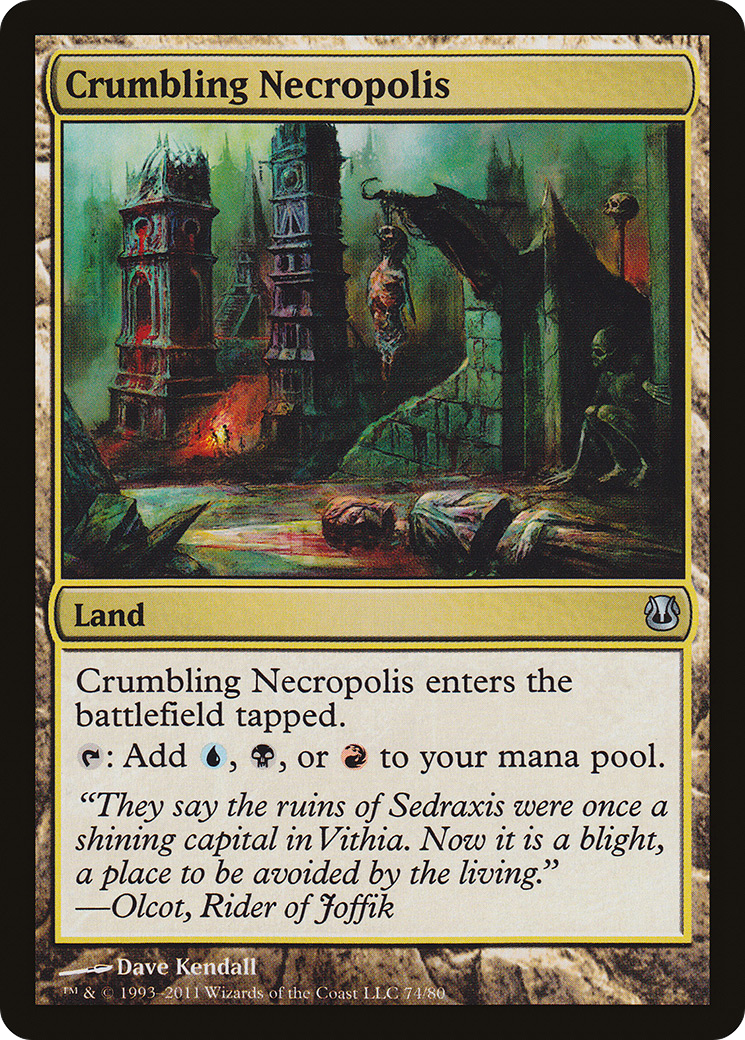 Crumbling Necropolis
Land
Crumbling Necropolis enters the
battlefield tapped.
: Add , , or to your mana pool.
“They say the ruins of Sedraxis were once a
shining capital in Vithia. Now it is a blight,
a place to be avoided by the living.”
—Olcot, Rider of Joffik
Dave Kendall
™ & © 1993–2011 Wizards of the Coast LLC 74/80